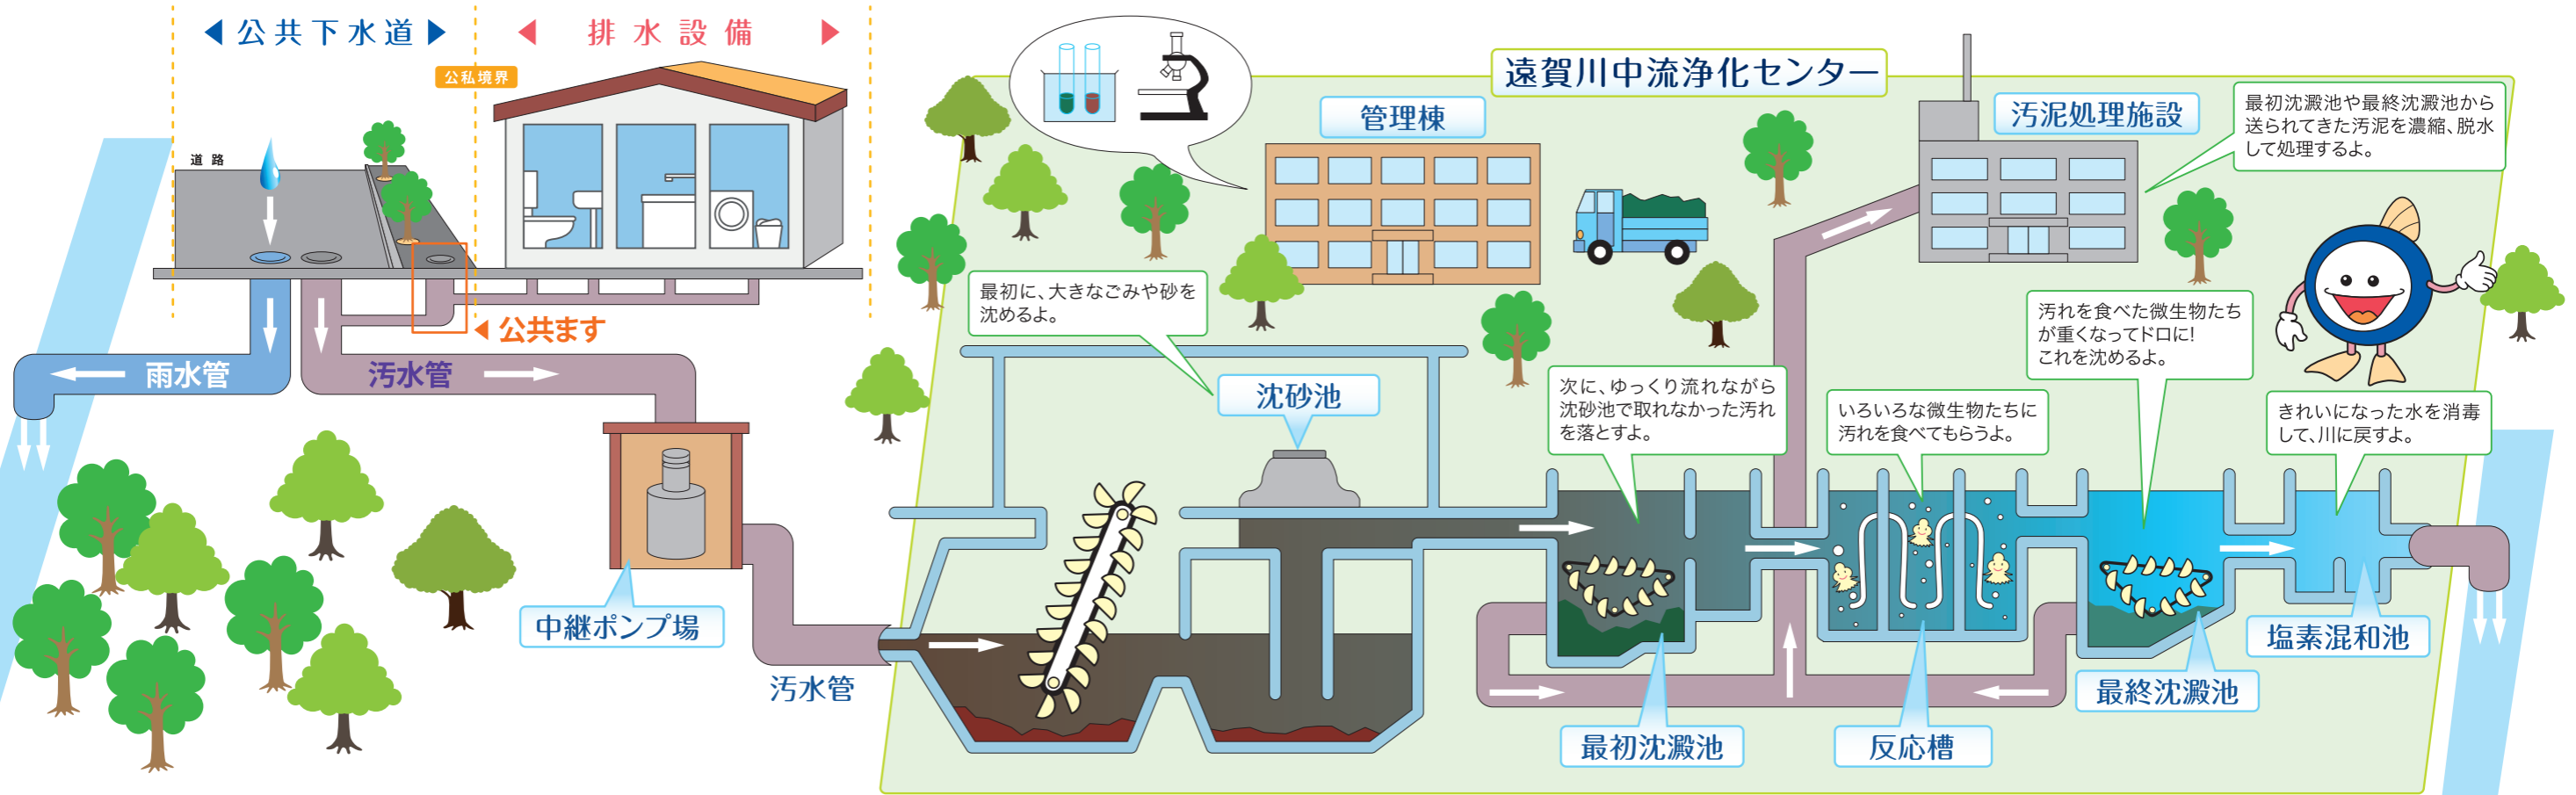 公共下水道
排水設備
公私境界
道路
公共ます
雨水管
汚水管
中継ポンプ場
汚水管
遠賀川中流浄化センター
管理棟
汚泥処理施設
最初沈澱池や最終沈澱池から
送られてきた汚泥を濃縮、脱水
して処理するよ。
最初に、大きなごみや砂を
沈めるよ。
沈砂池
次に、ゆっくり流れながら
沈砂池で取れなかった汚れ
を落とすよ。
いろいろな微生物たちに
汚れを食べてもらうよ。
汚れを食べた微生物たち
が重くなってドロに!
これを沈めるよ。
きれいになった水を消毒
して、川に戻すよ。
最初沈澱池
反応槽
最終沈澱池
塩素混和池